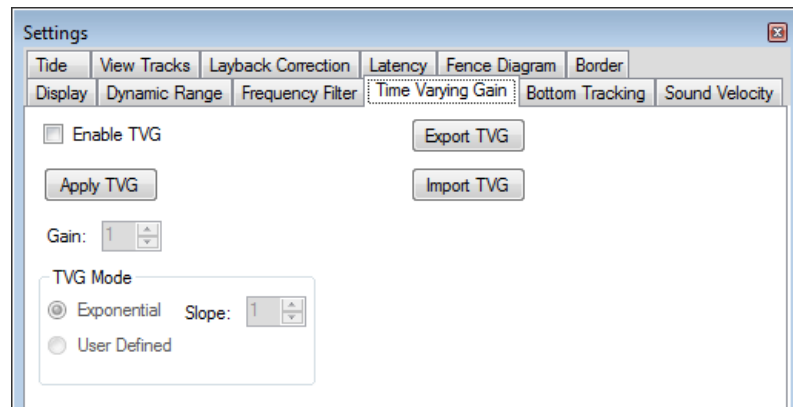 Settings
Tide View Tracks Layback Correction Latency Fence Diagram Border
Display Dynamic Range Frequency Filter Time Varying Gain Bottom Tracking Sound Velocity
Enable TVG Export TVG
Apply TVG Import TVG
Gain: 1
TVG Mode
Exponential Slope: 1
User Defined